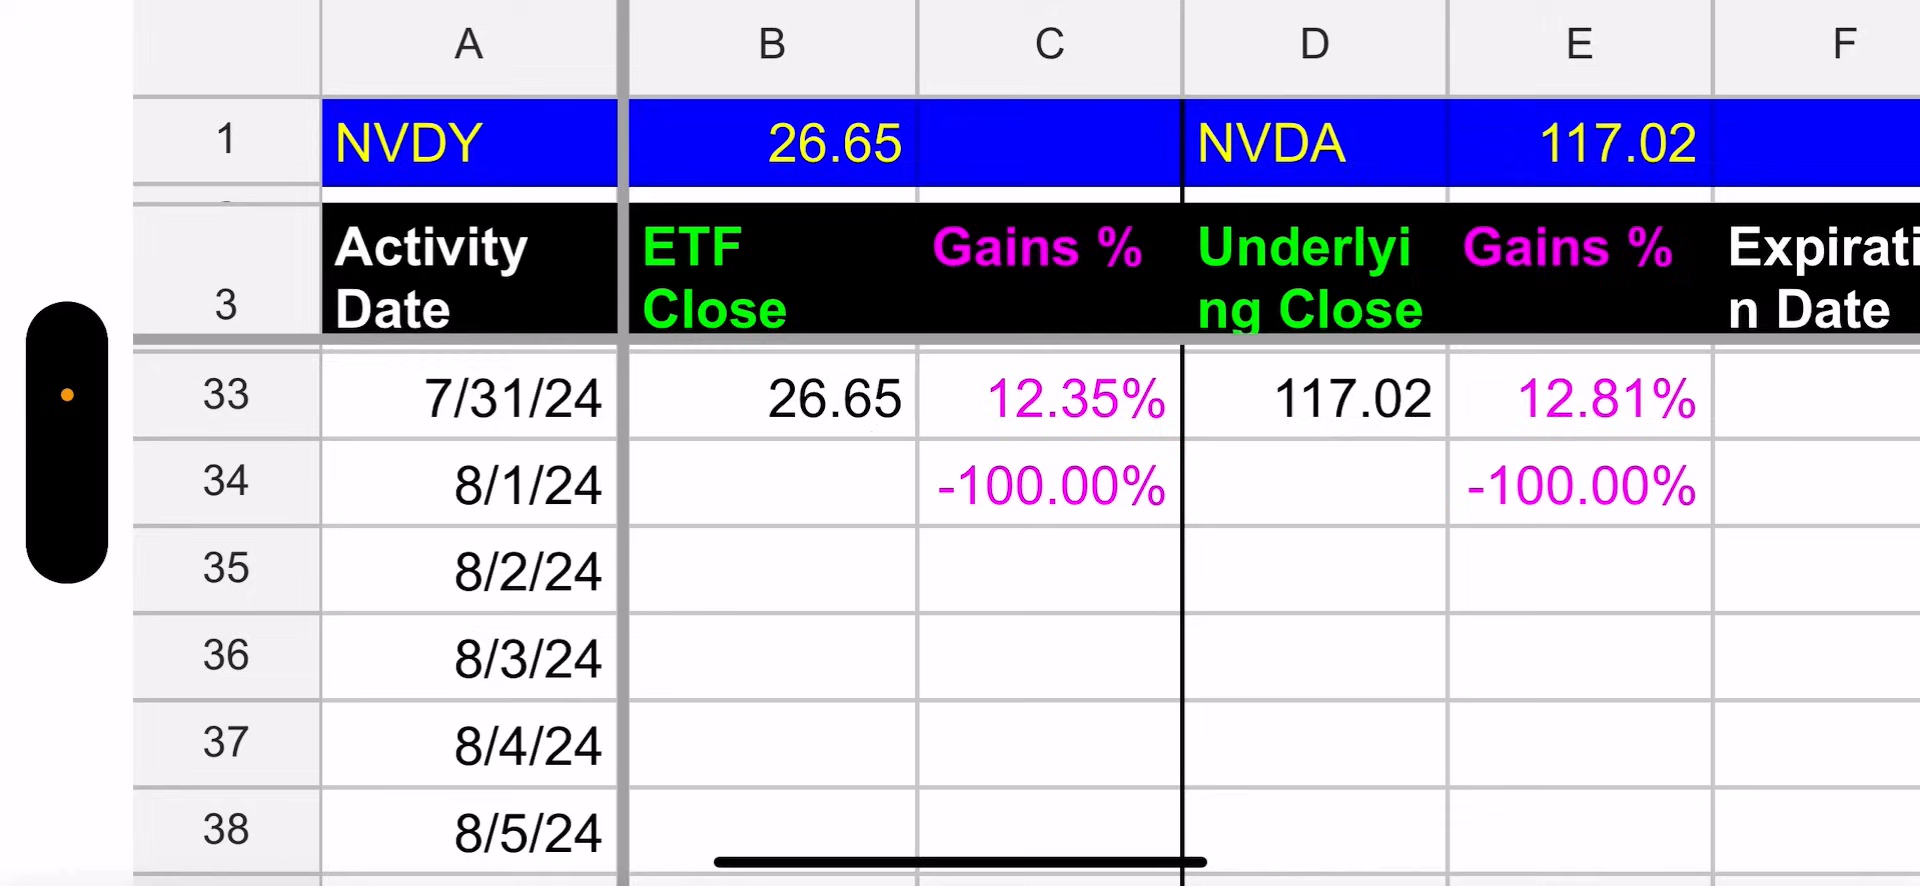 A B C D E F
1 NVDY 26.65 NVDA 117.02
3 Activity Date ETF Close Gains % Underlying Close Gains % Expirati n Date
33 7/31/24 26.65 12.35% 117.02 12.81%
34 8/1/24 -100.00% -100.00%
35 8/2/24
36 8/3/24
37 8/4/24
38 8/5/24